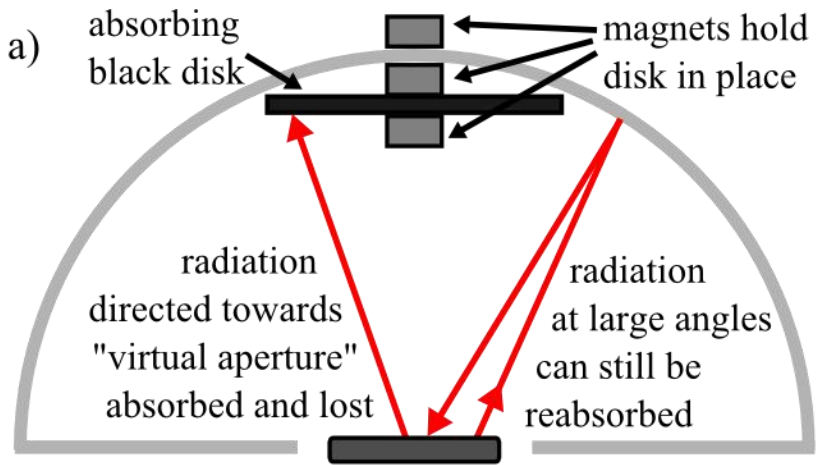 a)
absorbing
black disk
magnets hold
disk in place
radiation
directed towards
"virtual aperture"
absorbed and lost
radiation
at large angles
can still be
reabsorbed